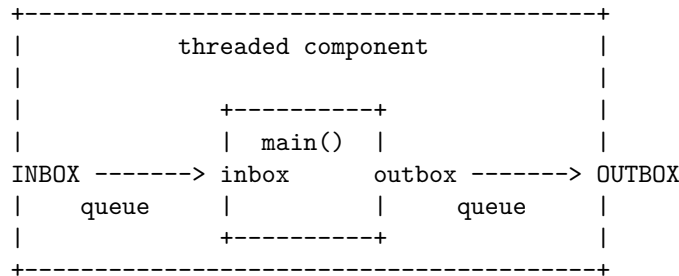 +-----------------------------------------+
|           threaded component            |
|                                         |
|              +----------+               |
|              |  main()  |               |
INBOX -------> inbox     outbox -------> OUTBOX
|    queue     |          |     queue     |
|              +----------+               |
+-----------------------------------------+